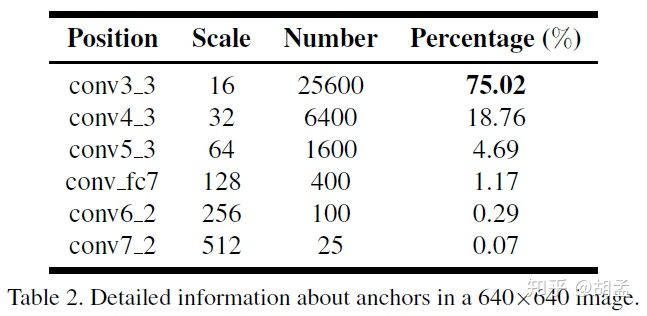 Position Scale Number Percentage (%)
conv3_3 16 25600 75.02
conv4_3 32 6400 18.76
conv5_3 64 1600 4.69
conv_fc7 128 400 1.17
conv6_2 256 100 0.29
conv7_2 512 25 0.07
知乎 @胡孟
Table 2. Detailed information about anchors in a 640×640 image.